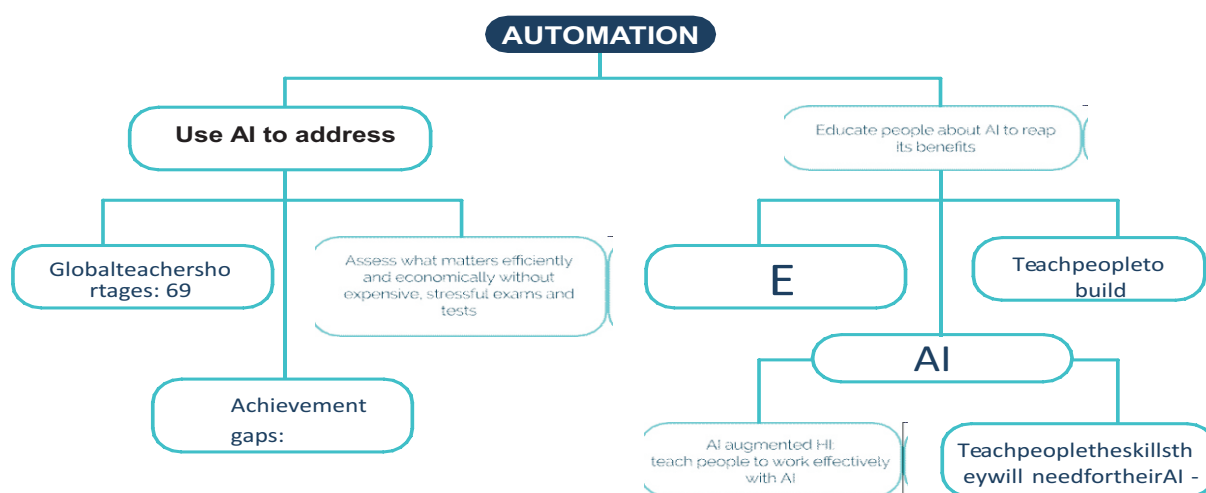 AUTOMATION
Use AI to address
Educate people about AI to reap
its benefits
Globalteachersho
rtages: 69
Assess what matters efficiently
and economically without
expensive, stressful exams and
tests
E
Teachpeopleto
build
AI
Achievement
gaps:
AI augmented HI:
teach people to work effectively
with AI
Teachpeopletheskillsth
eywill needfortheirAI -